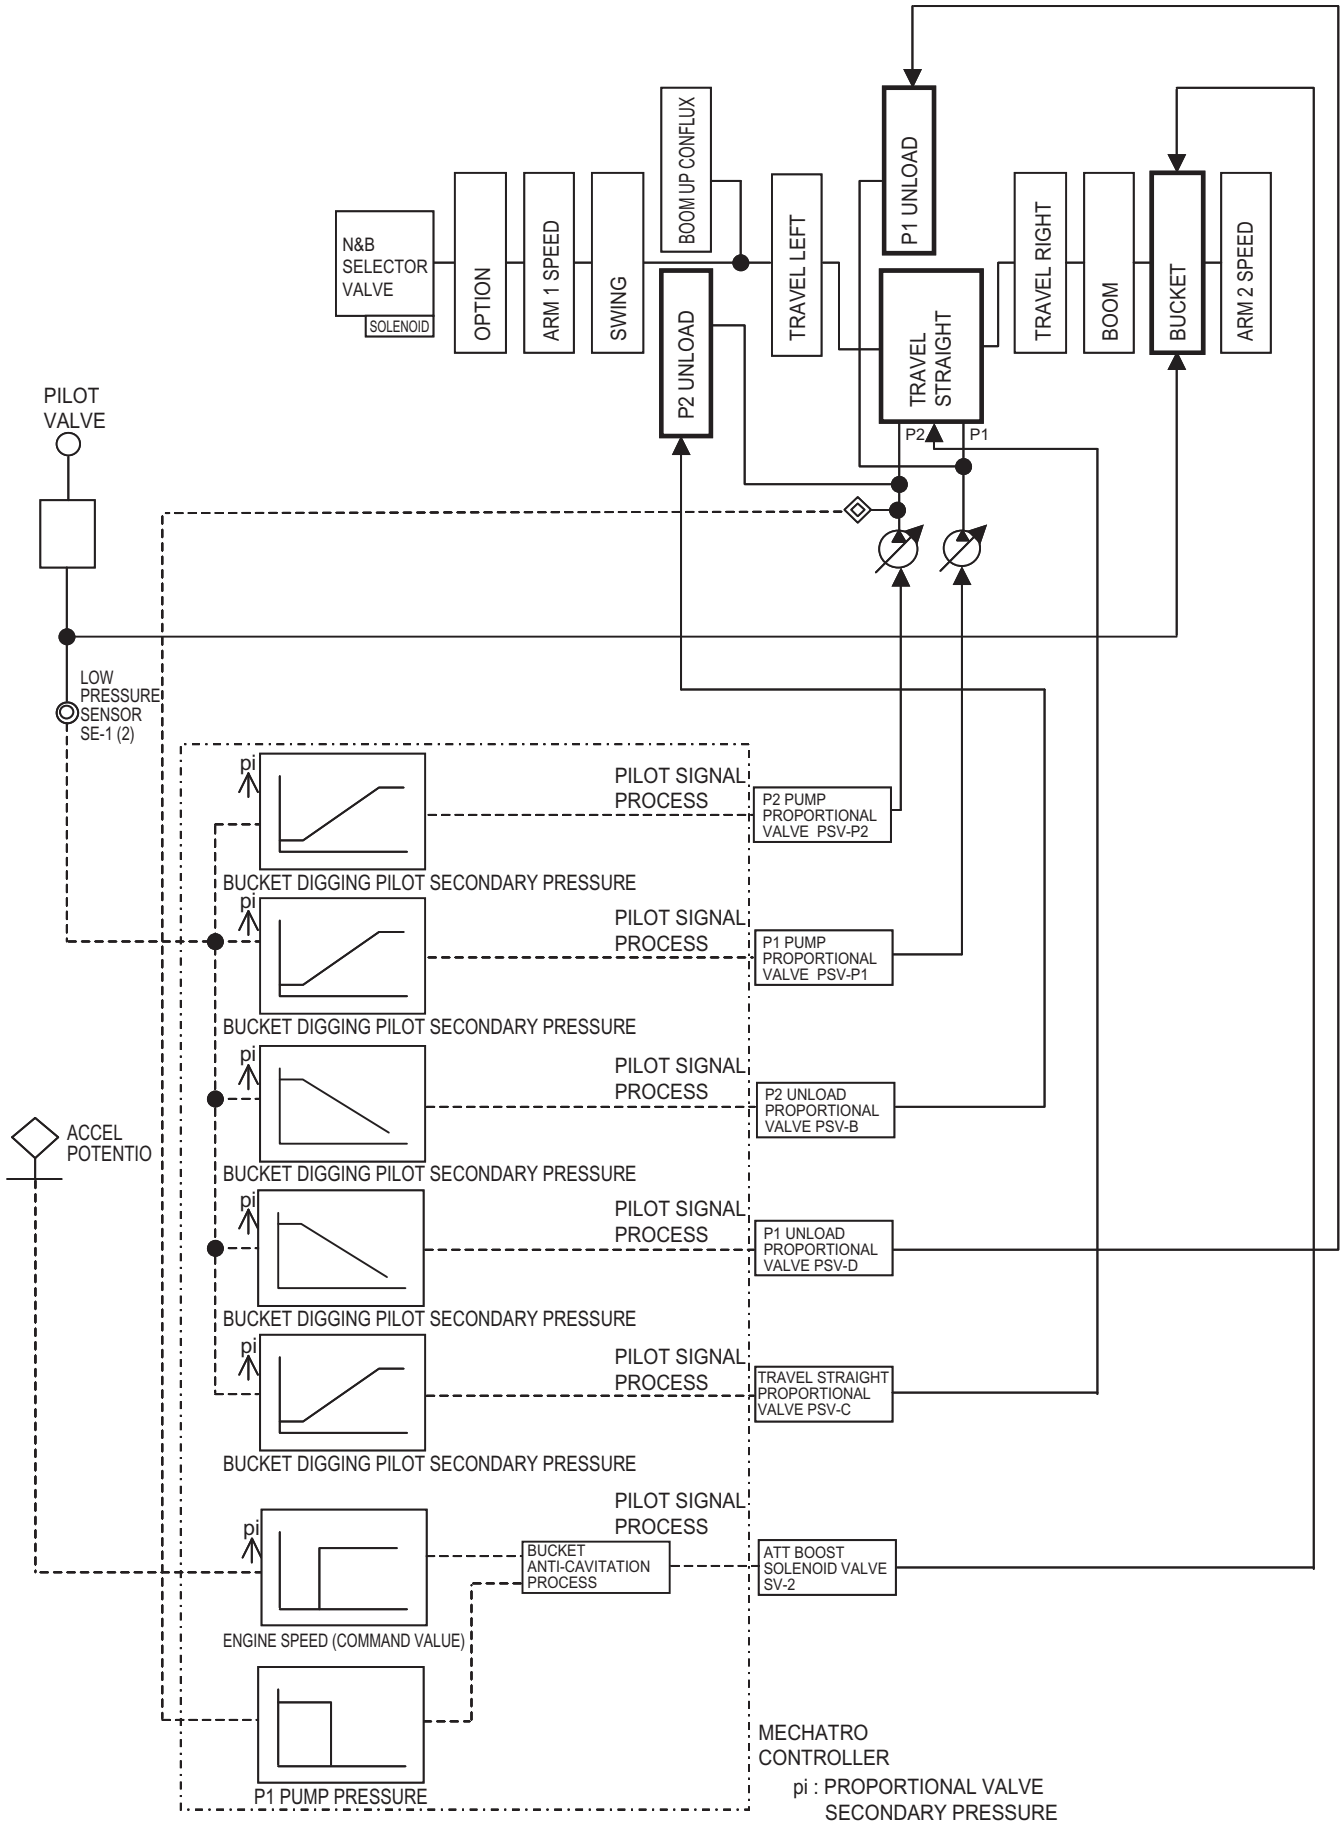 BOOM UP CONFLUX
P1 UNLOAD
N&B
SELECTOR
VALVE
SOLENOID
OPTION
ARM 1 SPEED
SWING
P2 UNLOAD
TRAVEL LEFT
TRAVEL
STRAIGHT
TRAVEL RIGHT
BOOM
BUCKET
ARM 2 SPEED
P2
P1
PILOT
VALVE
LOW
PRESSURE
SENSOR
SE-1 (2)
pi
PILOT SIGNAL
PROCESS
P2 PUMP
PROPORTIONAL
VALVE PSV-P2
BUCKET DIGGING PILOT SECONDARY PRESSURE
pi
PILOT SIGNAL
PROCESS
P1 PUMP
PROPORTIONAL
VALVE PSV-P1
BUCKET DIGGING PILOT SECONDARY PRESSURE
pi
PILOT SIGNAL
PROCESS
P2 UNLOAD
PROPORTIONAL
VALVE PSV-B
ACCEL
POTENTIO
BUCKET DIGGING PILOT SECONDARY PRESSURE
pi
PILOT SIGNAL
PROCESS
P1 UNLOAD
PROPORTIONAL
VALVE PSV-D
BUCKET DIGGING PILOT SECONDARY PRESSURE
pi
PILOT SIGNAL
PROCESS
TRAVEL STRAIGHT
PROPORTIONAL
VALVE PSV-C
BUCKET DIGGING PILOT SECONDARY PRESSURE
PILOT SIGNAL
PROCESS
pi
BUCKET
ANTI-CAVITATION
PROCESS
ATT BOOST
SOLENOID VALVE
SV-2
ENGINE SPEED (COMMAND VALUE)
P1 PUMP PRESSURE
MECHATRO
CONTROLLER
pi : PROPORTIONAL VALVE
SECONDARY PRESSURE